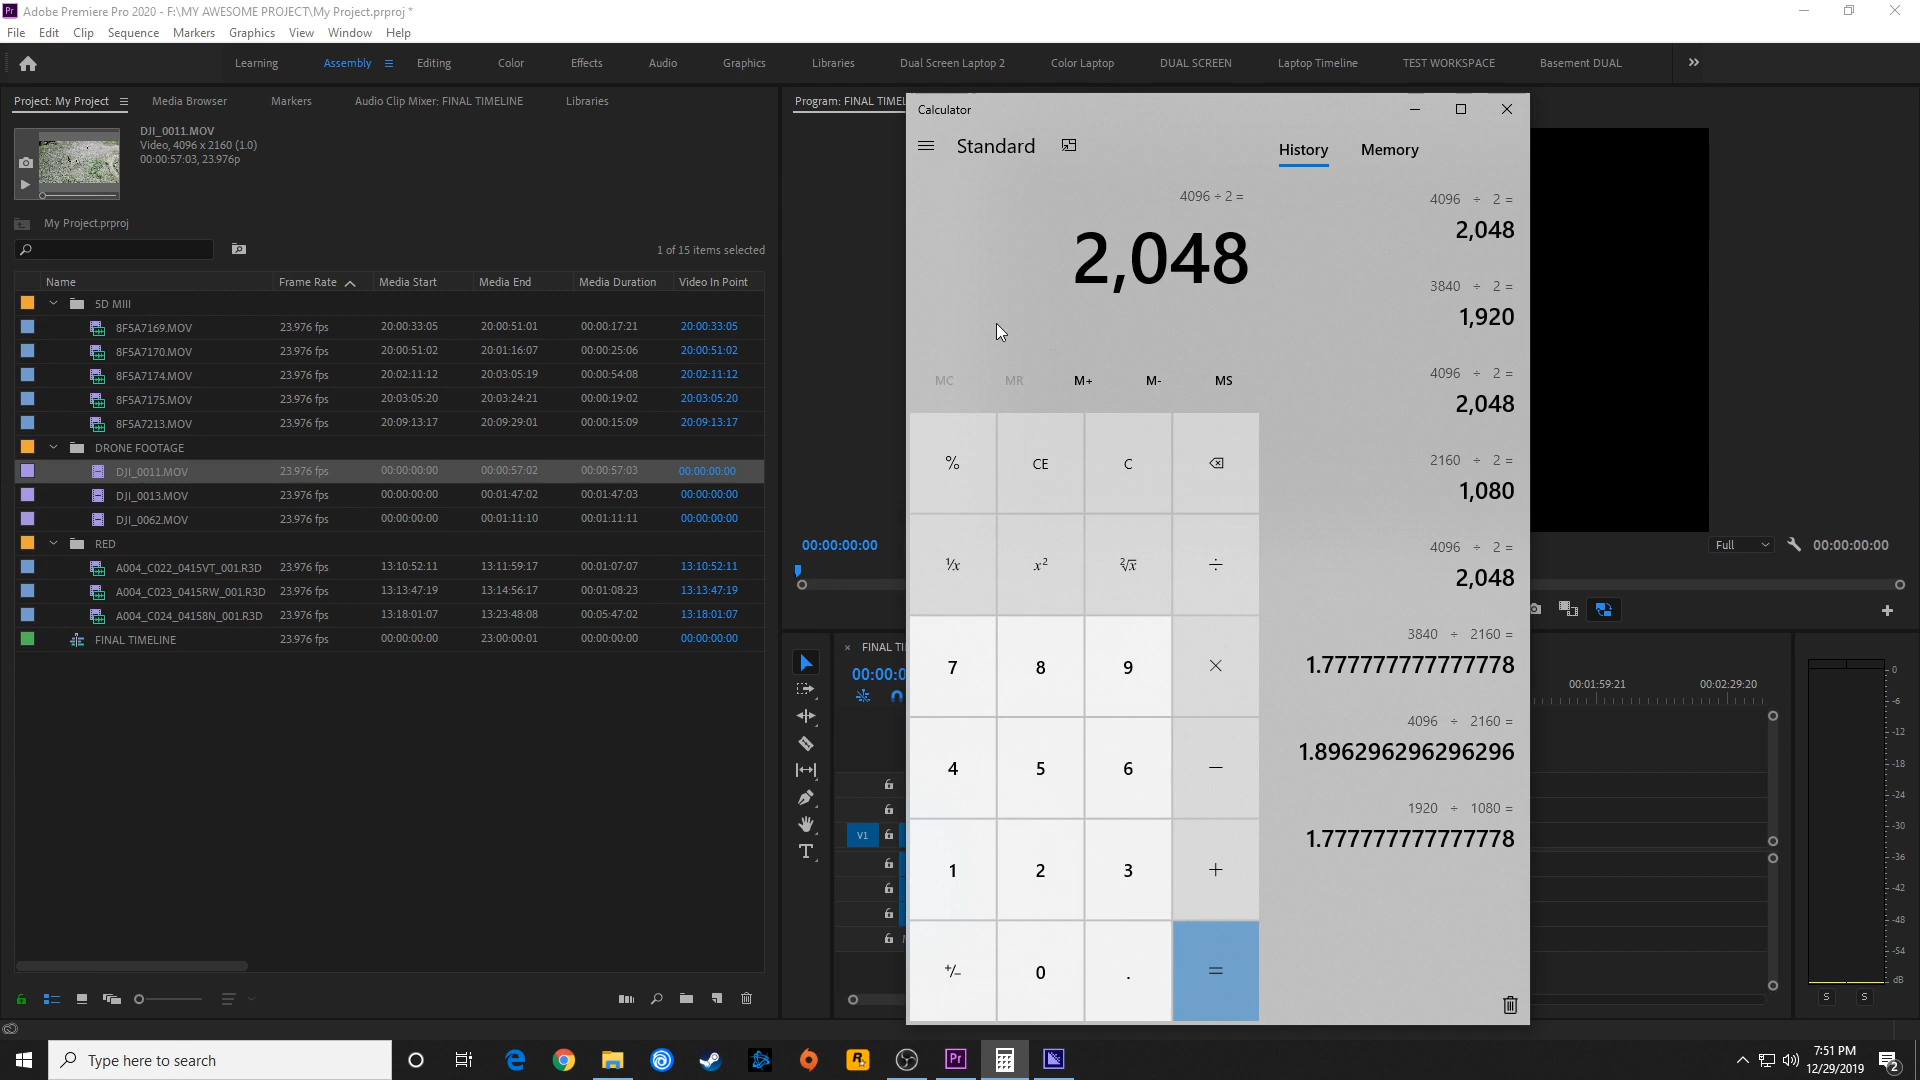 Adobe Premiere Pro 2020 - F:\MY AWESOME PROJECT\My Project.prproj *
File Edit Clip Sequence Markers Graphics View Window Help
Learning Assembly Editing Color Effects Audio Graphics Libraries Dual Screen Laptop 2 Color Laptop DUAL SCREEN Laptop Timeline TEST WORKSPACE Basement DUAL
Project: My Project Media Browser Markers Audio Clip Mixer: FINAL TIMELINE Libraries
DJI_0011.MOV
Video, 4096 x 2160 (1.0)
00:00:57:03, 23.976p
My Project.prproj
1 of 15 items selected
Name Frame Rate Media Start Media End Media Duration Video In Point
5D MIII
8F5A7169.MOV 23.976 fps 20:00:33:05 20:00:51:01 00:00:17:21 20:00:33:05
8F5A7170.MOV 23.976 fps 20:00:51:02 20:01:16:07 00:00:25:06 20:00:51:02
8F5A7174.MOV 23.976 fps 20:02:11:12 20:03:05:19 00:00:54:08 20:02:11:12
8F5A7175.MOV 23.976 fps 20:03:05:20 20:03:24:21 00:00:19:02 20:03:05:20
8F5A7213.MOV 23.976 fps 20:09:13:17 20:09:29:01 00:00:15:09 20:09:13:17
DRONE FOOTAGE
DJI_0011.MOV 23.976 fps 00:00:00:00 00:00:57:02 00:00:57:03 00:00:00:00
DJI_0013.MOV 23.976 fps 00:00:00:00 00:01:47:02 00:01:47:03 00:00:00:00
DJI_0062.MOV 23.976 fps 00:00:00:00 00:01:11:10 00:01:11:11 00:00:00:00
RED
A004_C022_0415VT_001.R3D 23.976 fps 13:10:52:11 13:11:59:17 00:01:07:07 13:10:52:11
A004_C023_0415RW_001.R3D 23.976 fps 13:13:47:19 13:14:56:17 00:01:08:23 13:13:47:19
A004_C024_04158N_001.R3D 23.976 fps 13:18:01:07 13:23:48:08 00:05:47:02 13:18:01:07
FINAL TIMELINE 23.976 fps 00:00:00:00 23:00:00:01 00:00:00:00 00:00:00:00
Program: FINAL TIMEL
00:00:00:00
Full 00:00:00:00
FINAL TI
00:00:0
00:01:59:21 00:02:29:20
V1
0
-6
-12
-18
-24
-30
-36
-42
-48
-54
dB
S S
Calculator
Standard
4096 ÷ 2 =
2,048
MC MR M+ M- MS
% CE C
¹/x x² ²√x ÷
7 8 9 ×
4 5 6 −
1 2 3 +
+/− 0 . =
History Memory
4096 ÷ 2 =
2,048
3840 ÷ 2 =
1,920
4096 ÷ 2 =
2,048
2160 ÷ 2 =
1,080
4096 ÷ 2 =
2,048
3840 ÷ 2160 =
1.777777777777778
4096 ÷ 2160 =
1.896296296296296
1920 ÷ 1080 =
1.777777777777778
Type here to search
7:51 PM
12/29/2019
2